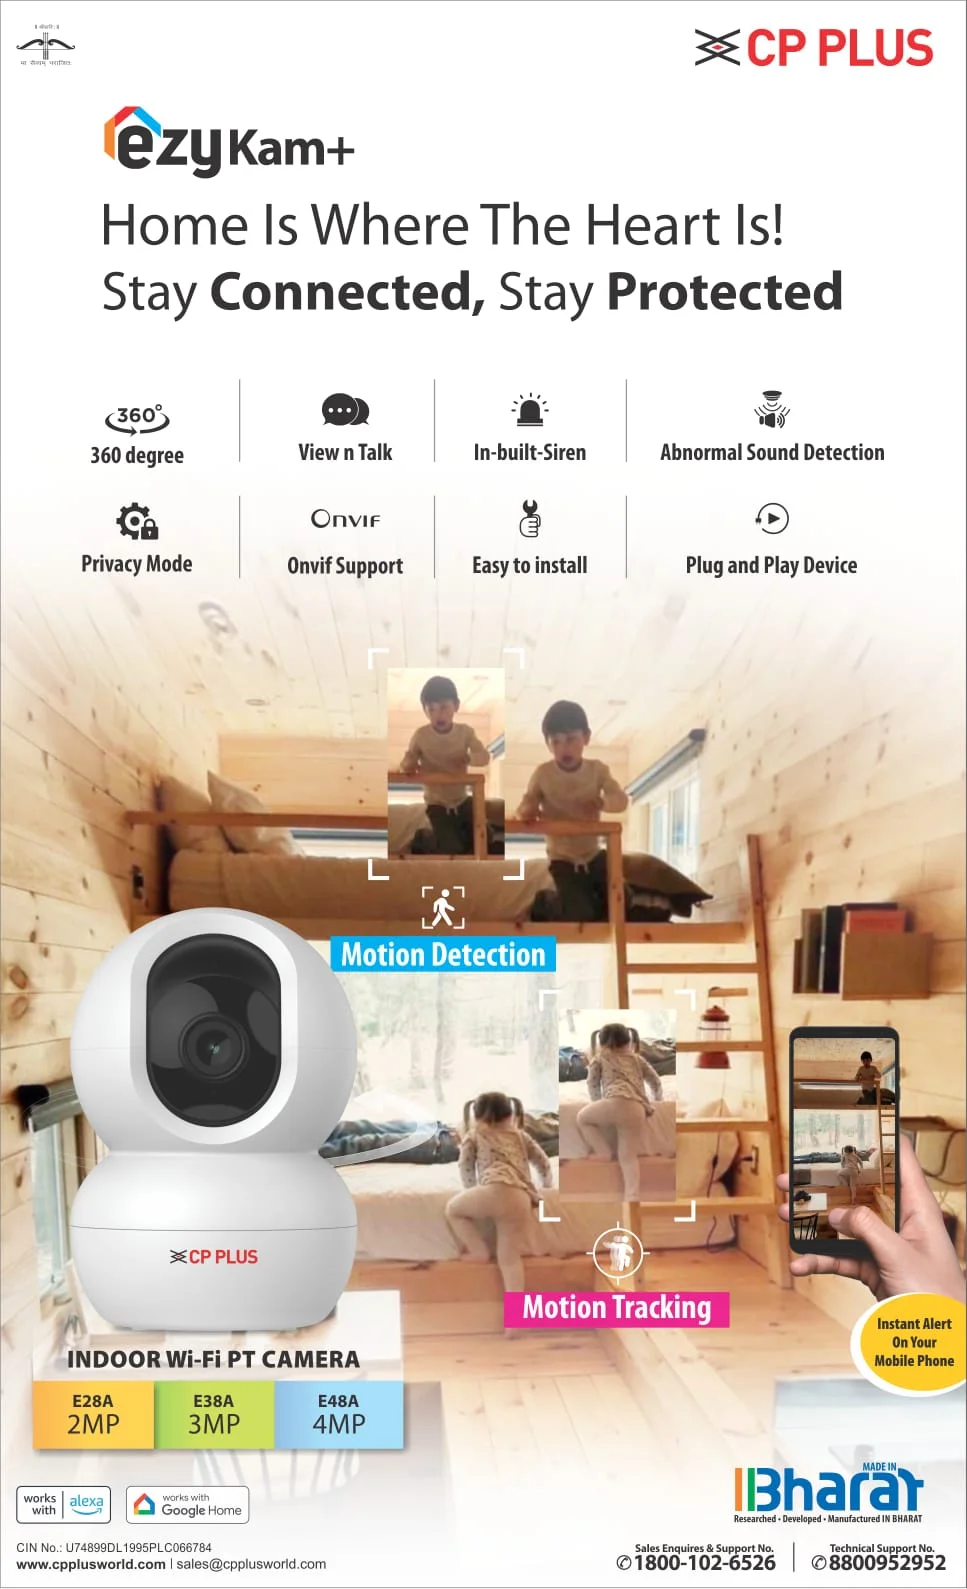 ॥ श्रीहरिः ॥
मा सैन्यम् पराजितः
CP PLUS
ezyKam+
Home Is Where The Heart Is!
Stay Connected, Stay Protected
360°
360 degree
View n Talk
In-built-Siren
Abnormal Sound Detection
Privacy Mode
ONVIF
Onvif Support
Easy to install
Plug and Play Device
Motion Detection
CP PLUS
Motion Tracking
Instant Alert
On Your
Mobile Phone
INDOOR Wi-Fi PT CAMERA
E28A
2MP
E38A
3MP
E48A
4MP
works with alexa
works with Google Home
MADE IN
Bharat
Researched • Developed • Manufactured IN BHARAT
CIN No.: U74899DL1995PLC066784
www.cpplusworld.com | sales@cpplusworld.com
Sales Enquires & Support No.
1800-102-6526
Technical Support No.
8800952952